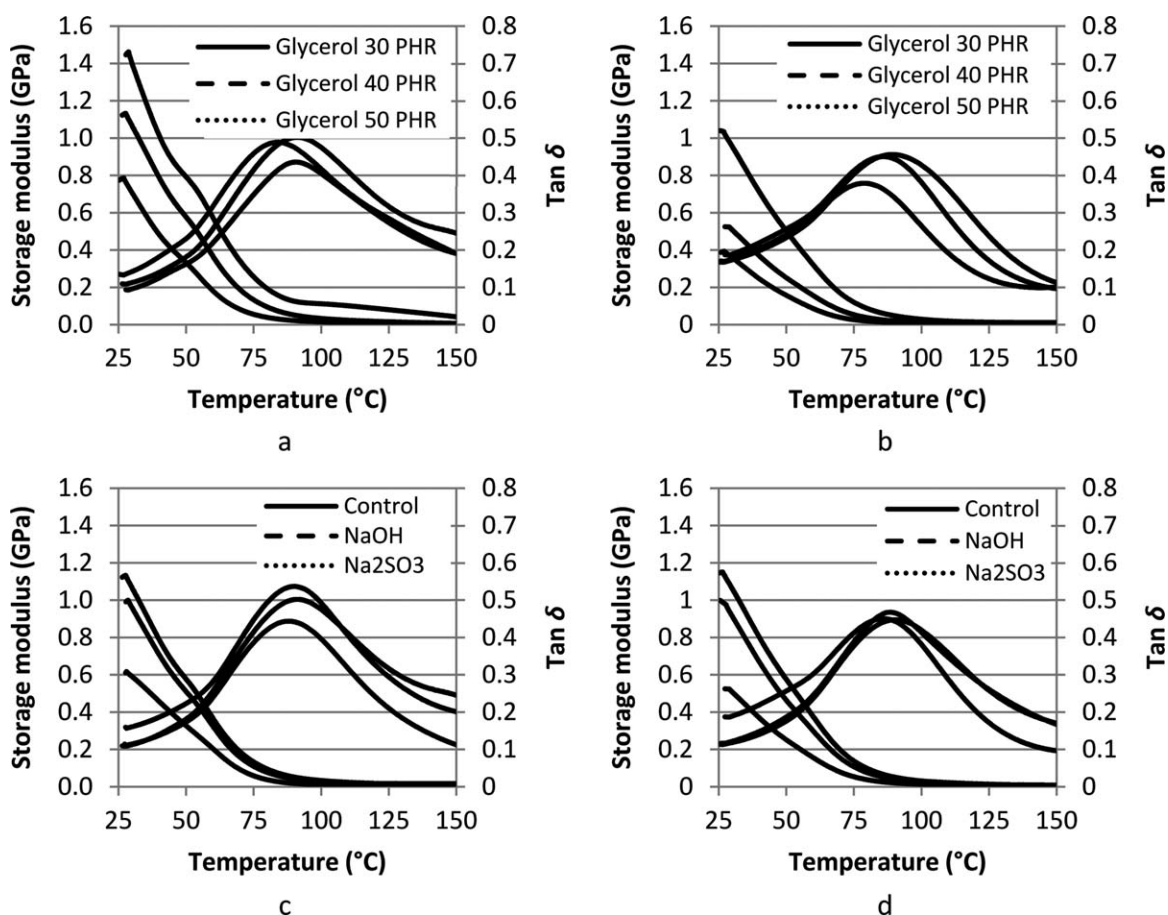 1.6
1.4
1.2
1.0
0.8
0.6
0.4
0.2
0.0
Storage modulus (GPa)
Glycerol 30 PHR
Glycerol 40 PHR
Glycerol 50 PHR
0.8
0.7
0.6
0.5
0.4
0.3
0.2
0.1
0
Tan δ
25 50 75 100 125 150
Temperature (°C)
a
1.6
1.4
1.2
1
0.8
0.6
0.4
0.2
0
Storage modulus (GPa)
Glycerol 30 PHR
Glycerol 40 PHR
Glycerol 50 PHR
0.8
0.7
0.6
0.5
0.4
0.3
0.2
0.1
0
Tan δ
25 50 75 100 125 150
Temperature (°C)
b
1.6
1.4
1.2
1.0
0.8
0.6
0.4
0.2
0.0
Storage modulus (GPa)
Control
NaOH
Na2SO3
0.8
0.7
0.6
0.5
0.4
0.3
0.2
0.1
0
Tan δ
25 50 75 100 125 150
Temperature (°C)
c
1.6
1.4
1.2
1
0.8
0.6
0.4
0.2
0
Storage modulus (GPa)
Control
NaOH
Na2SO3
0.8
0.7
0.6
0.5
0.4
0.3
0.2
0.1
0
Tan δ
25 50 75 100 125 150
Temperature (°C)
d